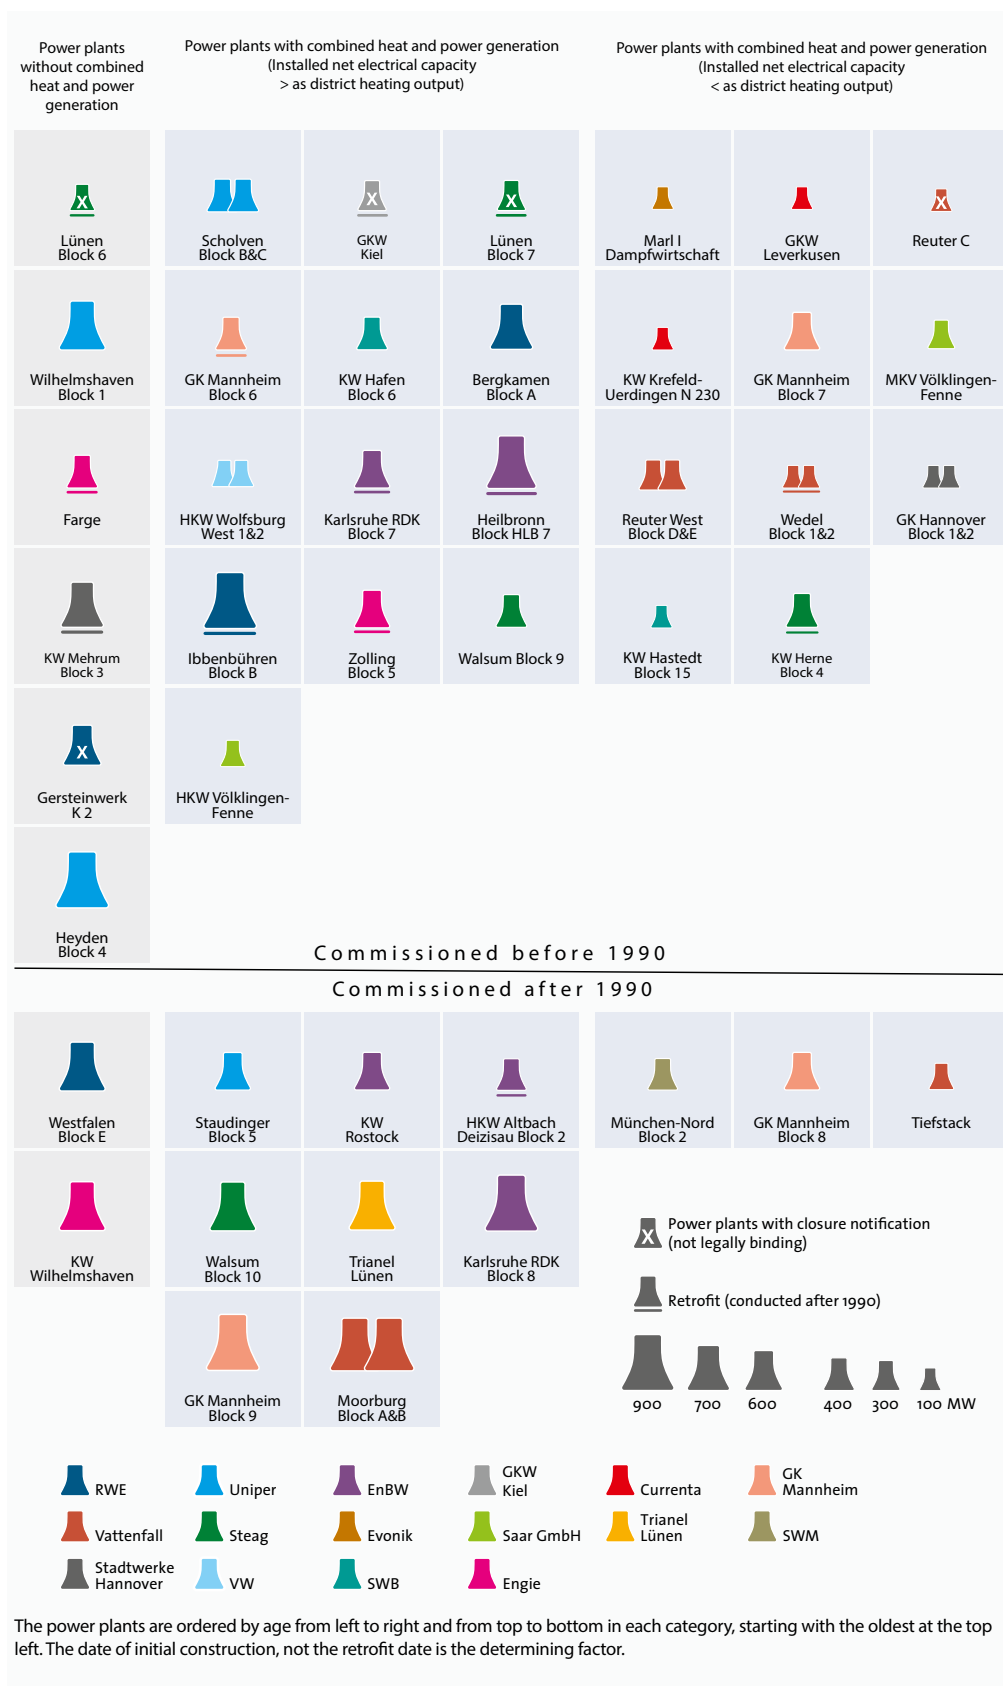 Power plants
without combined
heat and power
generation
Power plants with combined heat and power generation
(Installed net electrical capacity
> as district heating output)
Power plants with combined heat and power generation
(Installed net electrical capacity
< as district heating output)
X
Lünen
Block 6
Scholven
Block B&C
X
GKW
Kiel
X
Lünen
Block 7
Marl I
Dampfwirtschaft
GKW
Leverkusen
X
Reuter C
Wilhelmshaven
Block 1
GK Mannheim
Block 6
KW Hafen
Block 6
Bergkamen
Block A
KW Krefeld-
Uerdingen N 230
GK Mannheim
Block 7
MKV Völklingen-
Fenne
Farge
HKW Wolfsburg
West 1&2
Karlsruhe RDK
Block 7
Heilbronn
Block HLB 7
Reuter West
Block D&E
Wedel
Block 1&2
GK Hannover
Block 1&2
KW Mehrum
Block 3
Ibbenbühren
Block B
Zolling
Block 5
Walsum Block 9
KW Hastedt
Block 15
KW Herne
Block 4
X
Gersteinwerk
K 2
HKW Völklingen-
Fenne
Heyden
Block 4
Commissioned before 1990
Commissioned after 1990
Westfalen
Block E
Staudinger
Block 5
KW
Rostock
HKW Altbach
Deizisau Block 2
München-Nord
Block 2
GK Mannheim
Block 8
Tiefstack
KW
Wilhelmshaven
Walsum
Block 10
Trianel
Lünen
Karlsruhe RDK
Block 8
GK Mannheim
Block 9
Moorburg
Block A&B
X
Power plants with closure notification
(not legally binding)
Retrofit (conducted after 1990)
900 700 600 400 300 100 MW
RWE
Uniper
EnBW
GKW
Kiel
Currenta
GK
Mannheim
Vattenfall
Steag
Evonik
Saar GmbH
Trianel
Lünen
SWM
Stadtwerke
Hannover
VW
SWB
Engie
The power plants are ordered by age from left to right and from top to bottom in each category, starting with the oldest at the top
left. The date of initial construction, not the retrofit date is the determining factor.